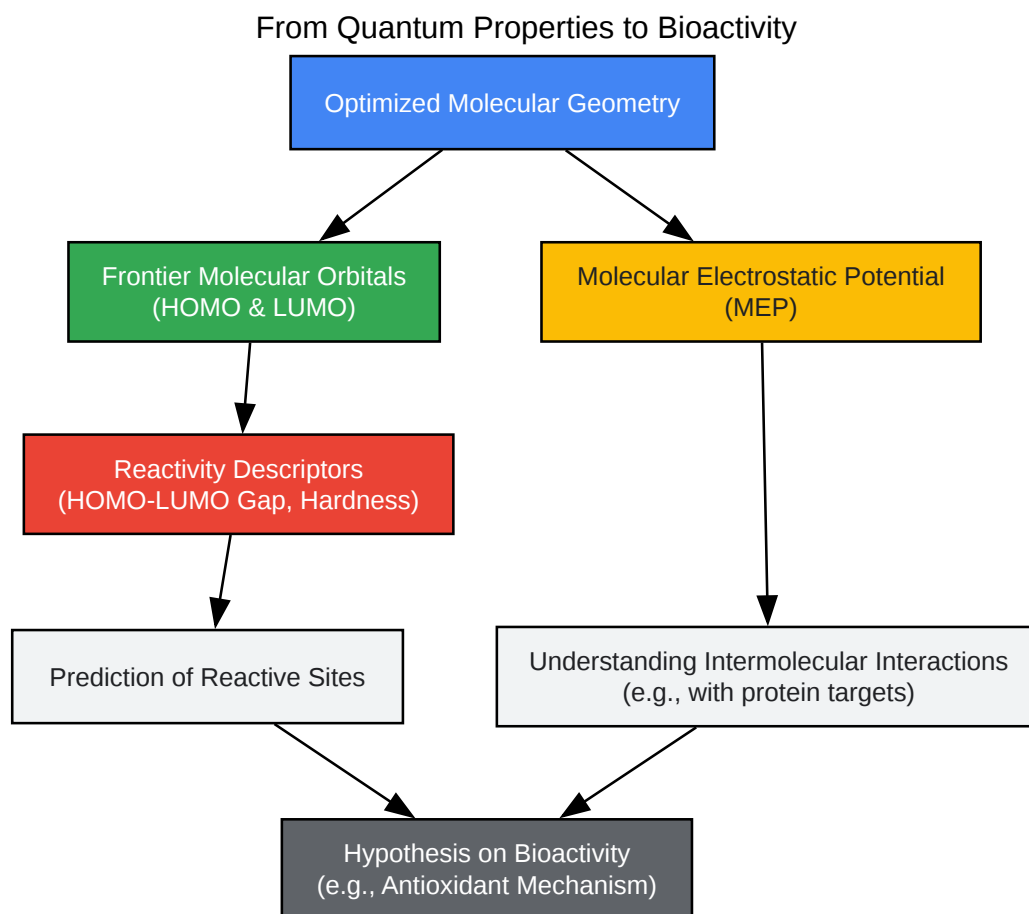 From Quantum Properties to Bioactivity
Optimized Molecular Geometry
Frontier Molecular Orbitals
(HOMO & LUMO)
Molecular Electrostatic Potential
(MEP)
Reactivity Descriptors
(HOMO-LUMO Gap, Hardness)
Prediction of Reactive Sites
Understanding Intermolecular Interactions
(e.g., with protein targets)
Hypothesis on Bioactivity
(e.g., Antioxidant Mechanism)